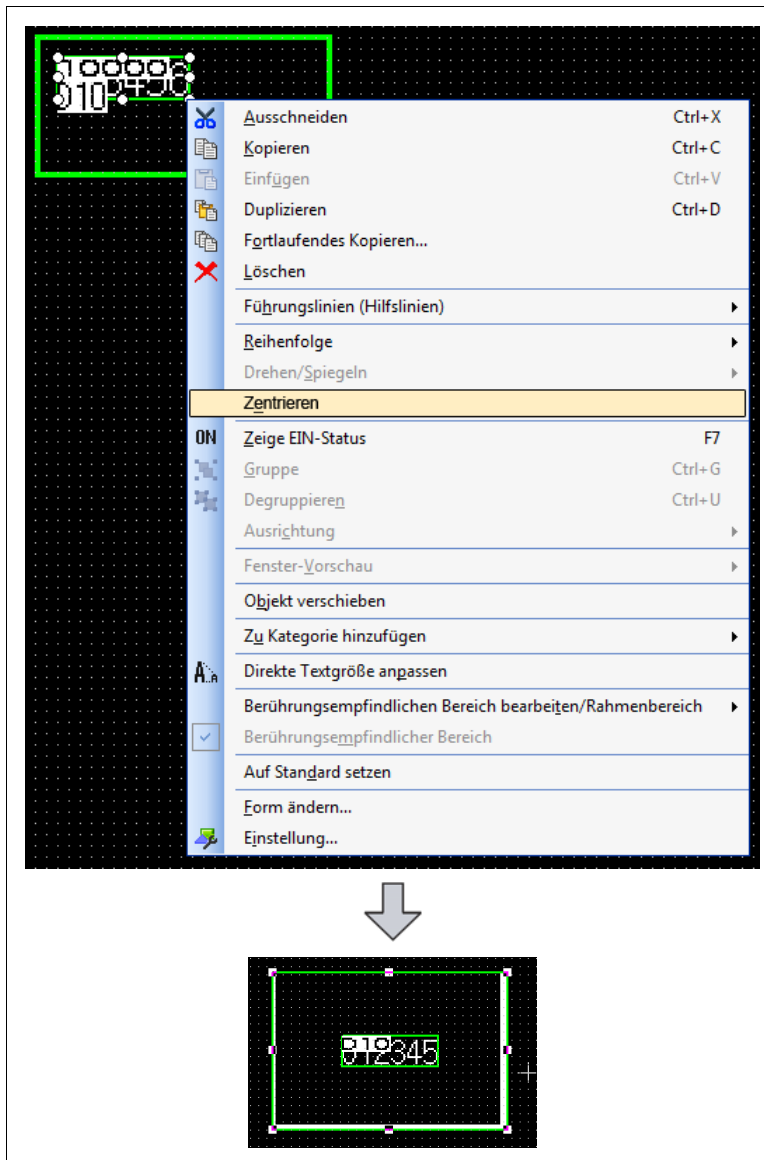 010
Ausschneiden Ctrl+X
Kopieren Ctrl+C
Einfügen Ctrl+V
Duplizieren Ctrl+D
Fortlaufendes Kopieren...
Löschen
Führungslinien (Hilfslinien)
Reihenfolge
Drehen/Spiegeln
Zentrieren
ON Zeige EIN-Status F7
Gruppe Ctrl+G
Degruppieren Ctrl+U
Ausrichtung
Fenster-Vorschau
Objekt verschieben
Zu Kategorie hinzufügen
A..A Direkte Textgröße anpassen
Berührungsempfindlichen Bereich bearbeiten/Rahmenbereich
Berührungsempfindlicher Bereich
Auf Standard setzen
Form ändern...
Einstellung...
012345